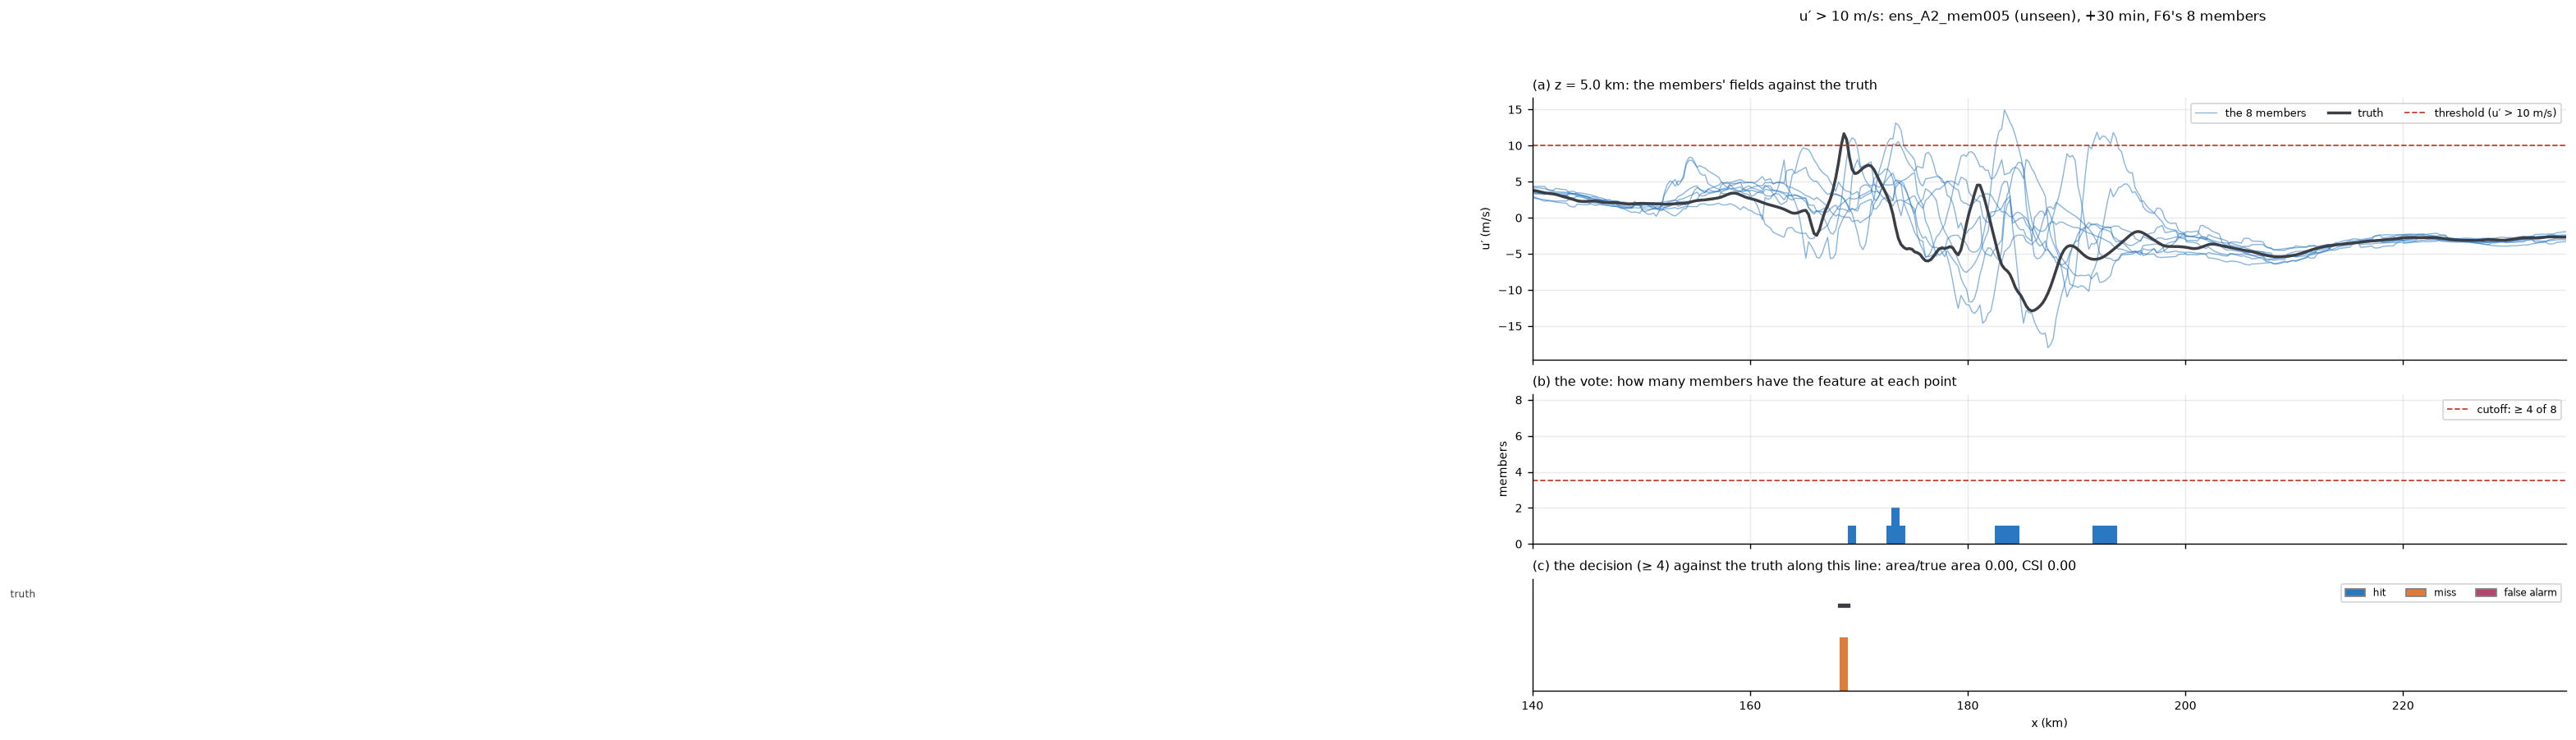 u′ > 10 m/s: ens_A2_mem005 (unseen), +30 min, F6's 8 members
(a) z = 5.0 km: the members' fields against the truth
the 8 members
truth
threshold (u′ > 10 m/s)
15
10
5
0
−5
−10
−15
u′ (m/s)
(b) the vote: how many members have the feature at each point
cutoff: ≥ 4 of 8
8
6
4
2
0
members
(c) the decision (≥ 4) against the truth along this line: area/true area 0.00, CSI 0.00
hit
miss
false alarm
truth
140
160
180
200
220
x (km)